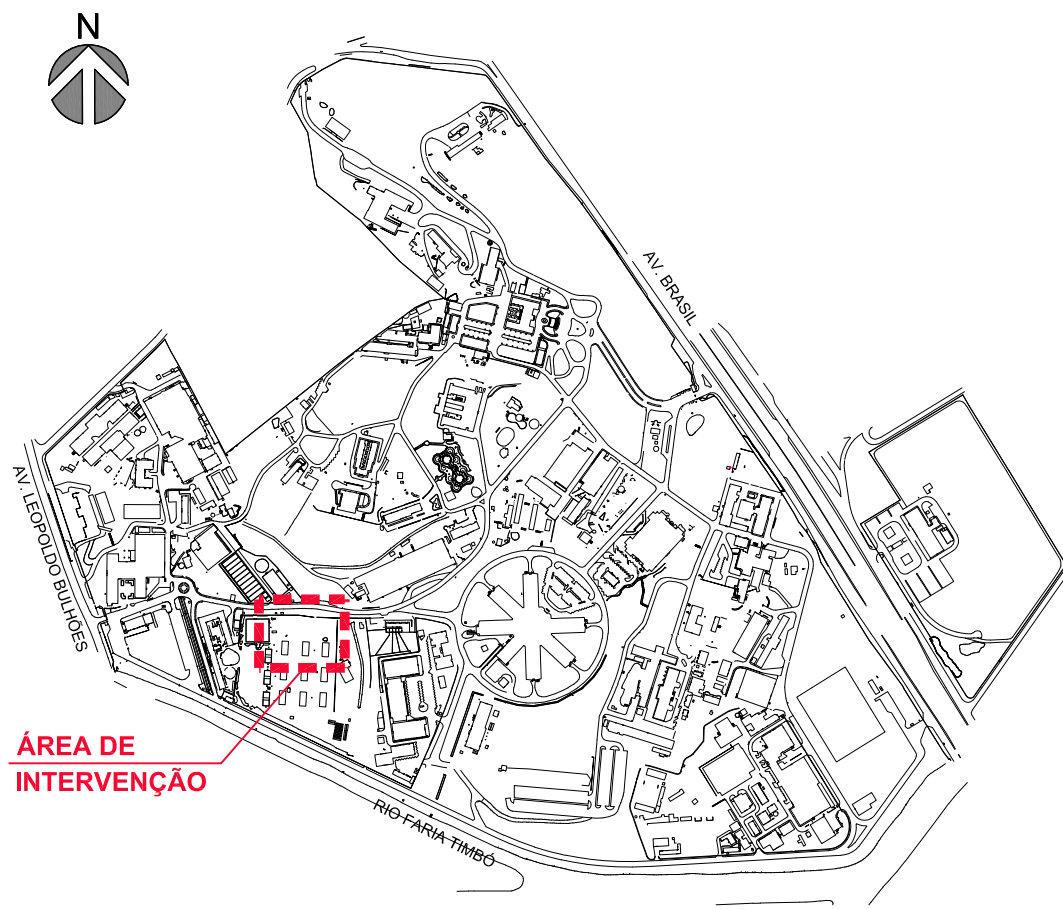 N
AV. BRASIL
AV. LEOPOLDO BULHÕES
ÁREA DE
INTERVENÇÃO
RIO FARIA TIMBÓ